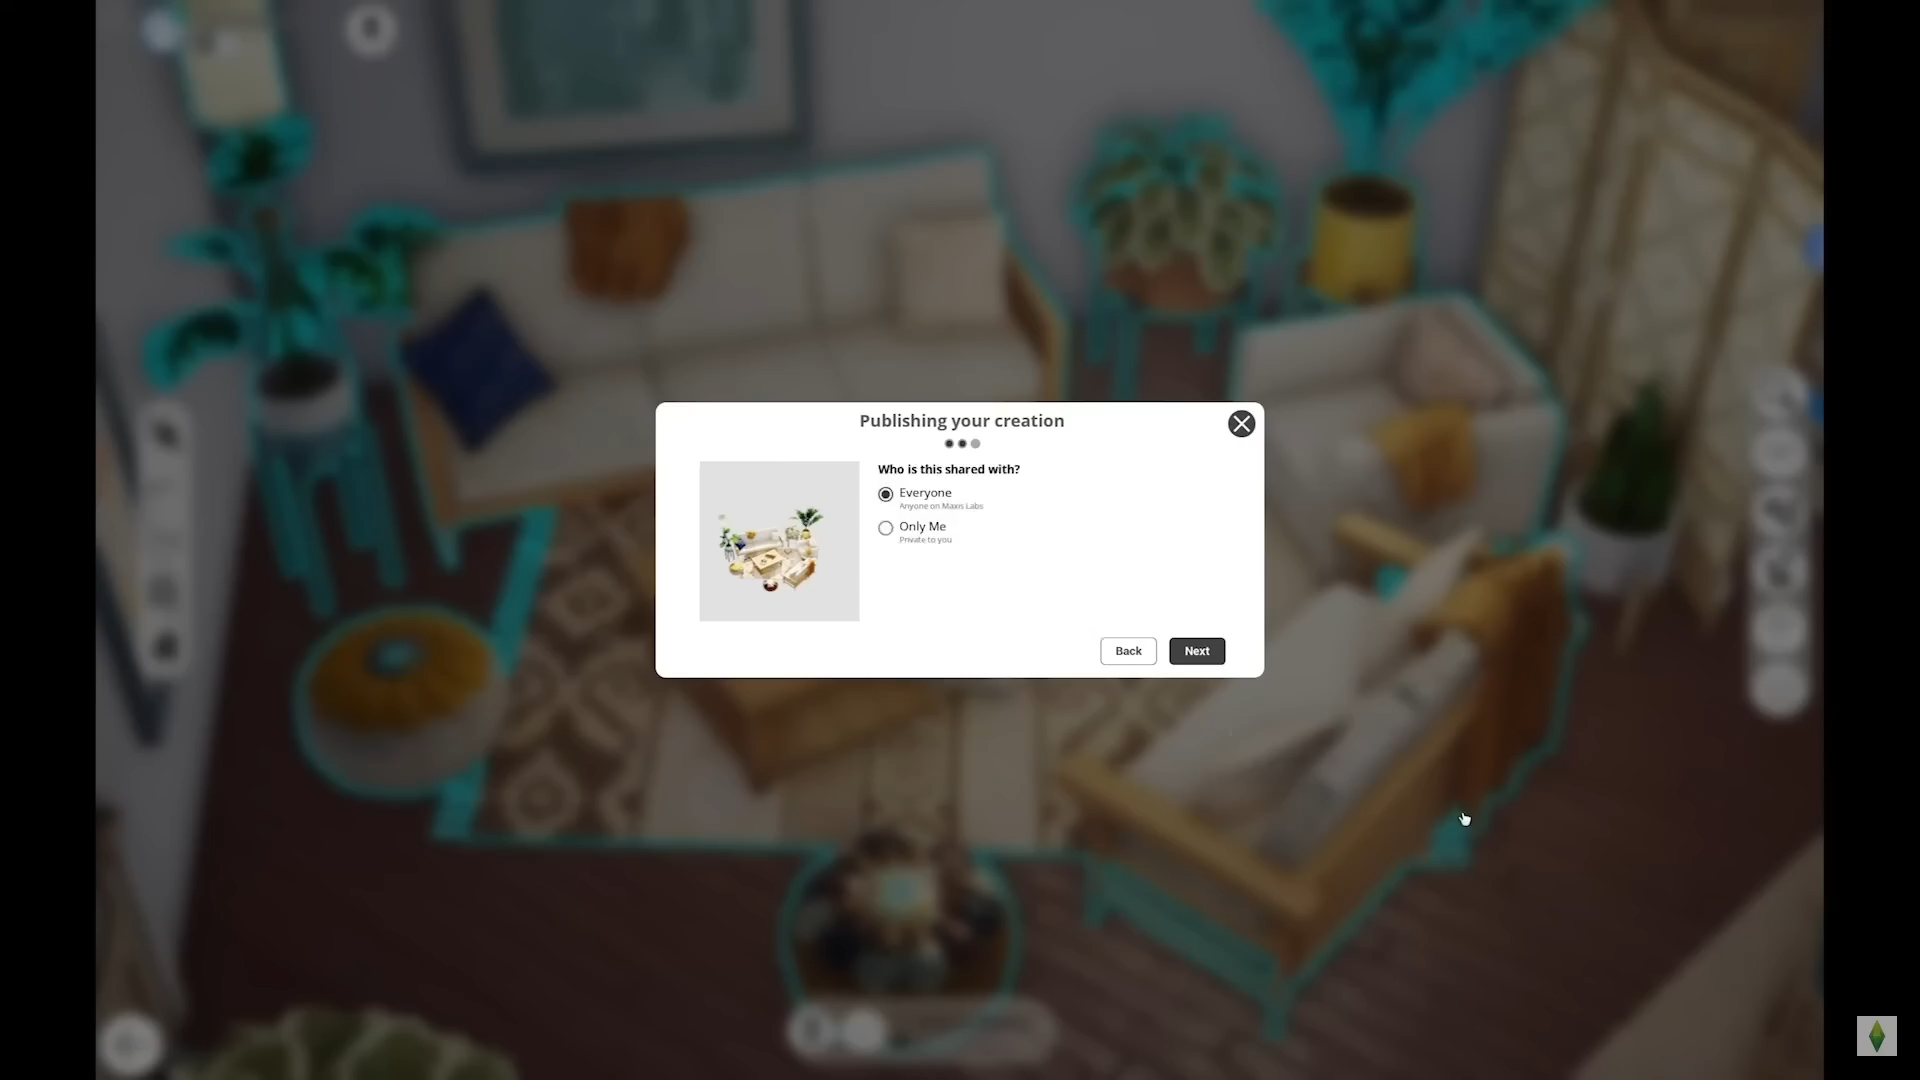 Publishing your creation
Who is this shared with?
Everyone
Anyone on Maxis Labs
Only Me
Private to you
Back
Next